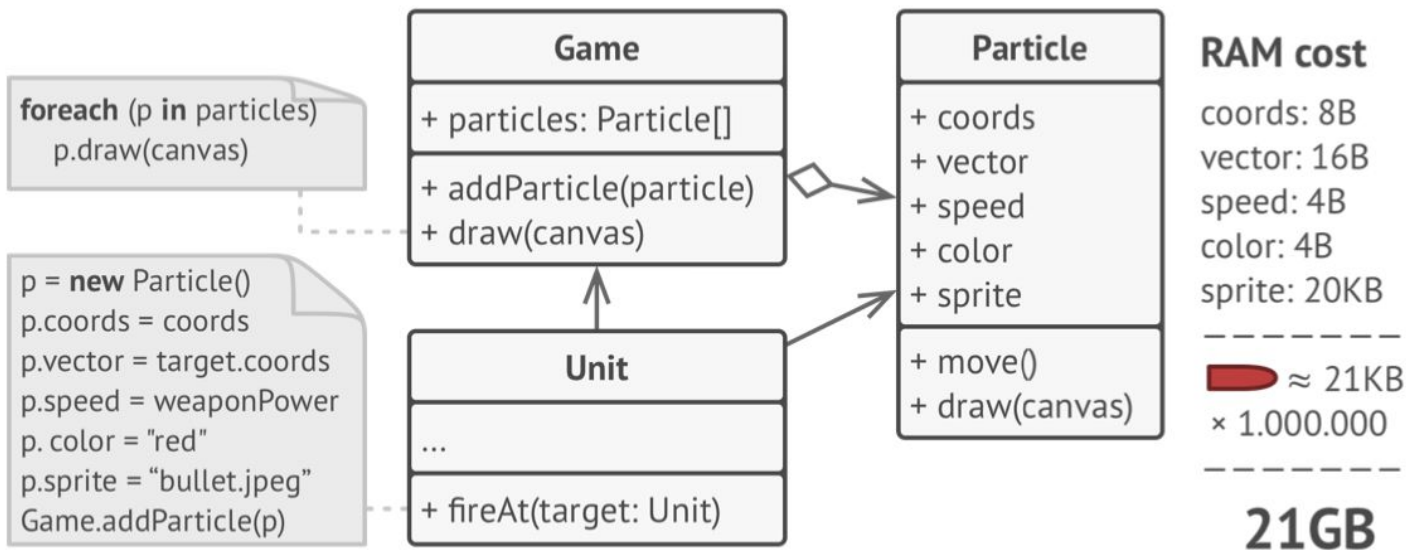 foreach (p in particles)
p.draw(canvas)
p = new Particle()
p.coords = coords
p.vector = target.coords
p.speed = weaponPower
p. color = "red"
p.sprite = “bullet.jpeg”
Game.addParticle(p)
Game
+ particles: Particle[]
+ addParticle(particle)
+ draw(canvas)
Unit
...
+ fireAt(target: Unit)
Particle
+ coords
+ vector
+ speed
+ color
+ sprite
+ move()
+ draw(canvas)
RAM cost
coords: 8B
vector: 16B
speed: 4B
color: 4B
sprite: 20KB
≈ 21KB
× 1.000.000
21GB